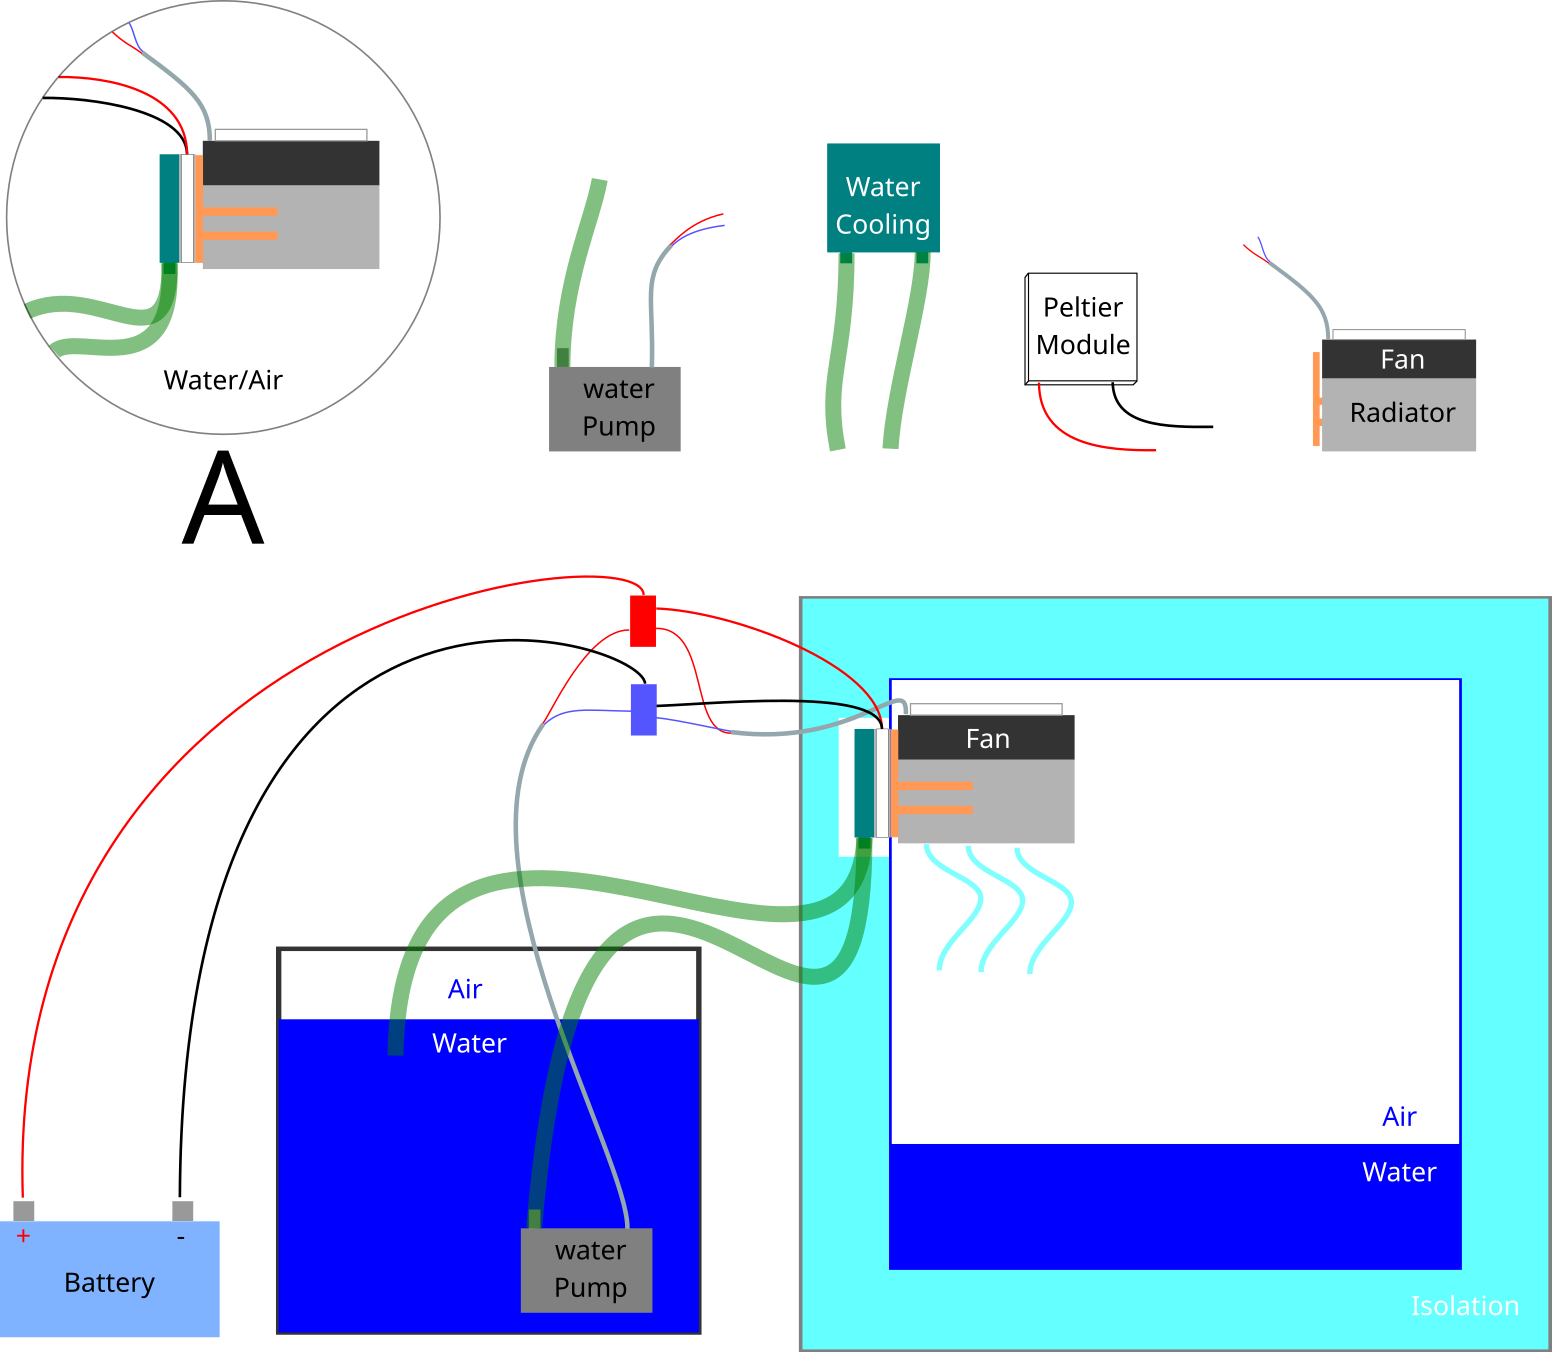 Water/Air
A
water
Pump
Water
Cooling
Peltier
Module
Fan
Radiator
Fan
Air
Water
water
Pump
+
-
Battery
Air
Water
Isolation